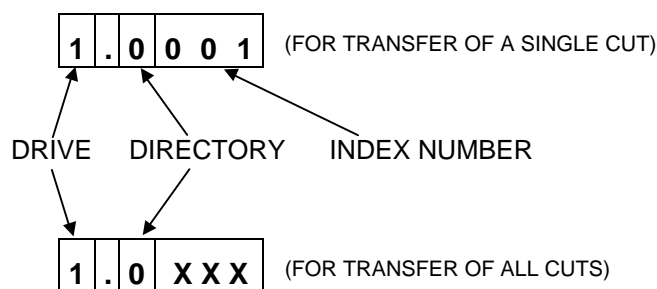 1 . 0 0 0 1 (FOR TRANSFER OF A SINGLE CUT)
DRIVE DIRECTORY INDEX NUMBER
1 . 0 X X X (FOR TRANSFER OF ALL CUTS)